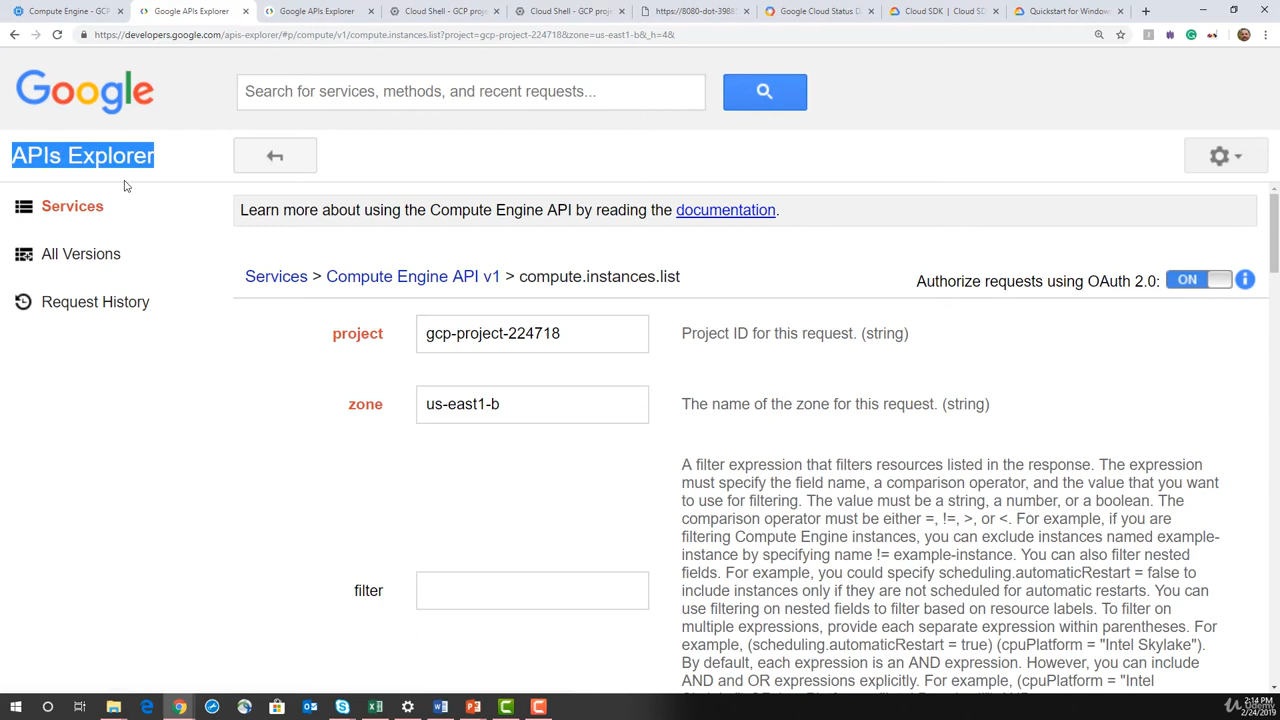 Compute Engine - GCP
Google APIs Explorer
Google APIs Explorer
Cloud Shell - GCP proje
Cloud Shell - GCP proje
https://8080-dot-3988
Google Cloud Status D
Cloud SDK | Cloud SD
Quickstart for Window
https://developers.google.com/apis-explorer/#p/compute/v1/compute.instances.list?project=gcp-project-224718&zone=us-east1-b&_h=4&
Google
Search for services, methods, and recent requests...
APIs Explorer
Services
All Versions
Request History
Learn more about using the Compute Engine API by reading the documentation.
Services > Compute Engine API v1 > compute.instances.list
Authorize requests using OAuth 2.0: ON
project
gcp-project-224718
Project ID for this request. (string)
zone
us-east1-b
The name of the zone for this request. (string)
filter
A filter expression that filters resources listed in the response. The expression
must specify the field name, a comparison operator, and the value that you want
to use for filtering. The value must be a string, a number, or a boolean. The
comparison operator must be either =, !=, >, or <. For example, if you are
filtering Compute Engine instances, you can exclude instances named example-
instance by specifying name != example-instance. You can also filter nested
fields. For example, you could specify scheduling.automaticRestart = false to
include instances only if they are not scheduled for automatic restarts. You can
use filtering on nested fields to filter based on resource labels. To filter on
multiple expressions, provide each separate expression within parentheses. For
example, (scheduling.automaticRestart = true) (cpuPlatform = "Intel Skylake").
By default, each expression is an AND expression. However, you can include
AND and OR expressions explicitly. For example, (cpuPlatform = "Intel
2:14 PM
2/24/2019
Udemy